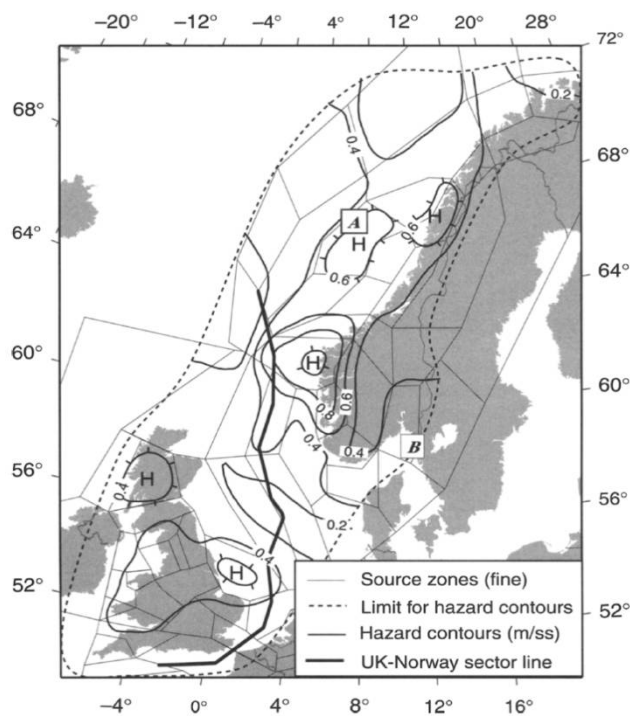 −20° −12° −4° 4° 12° 20° 28°
72°
68°
0.2
0.4
68°
H
A
0.6
64°
H
64°
0.6
60°
H
60°
0.8
0.6
0.4
0.4
B
56°
H
0.4
56°
0.2
0.4
H
52°
52°
Source zones (fine)
Limit for hazard contours
Hazard contours (m/ss)
UK-Norway sector line
−4° 0° 4° 8° 12° 16°